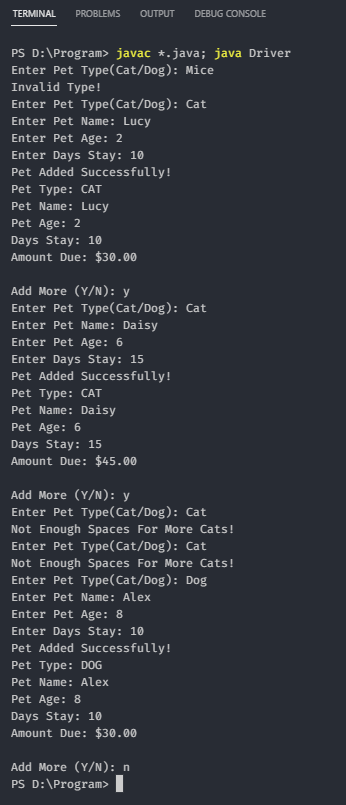 TERMINAL PROBLEMS OUTPUT DEBUG CONSOLE
PS D:\Program> javac *.java; java Driver
Enter Pet Type(Cat/Dog): Mice
Invalid Type!
Enter Pet Type(Cat/Dog): Cat
Enter Pet Name: Lucy
Enter Pet Age: 2
Enter Days Stay: 10
Pet Added Successfully!
Pet Type: CAT
Pet Name: Lucy
Pet Age: 2
Days Stay: 10
Amount Due: $30.00
Add More (Y/N): y
Enter Pet Type(Cat/Dog): Cat
Enter Pet Name: Daisy
Enter Pet Age: 6
Enter Days Stay: 15
Pet Added Successfully!
Pet Type: CAT
Pet Name: Daisy
Pet Age: 6
Days Stay: 15
Amount Due: $45.00
Add More (Y/N): y
Enter Pet Type(Cat/Dog): Cat
Not Enough Spaces For More Cats!
Enter Pet Type(Cat/Dog): Cat
Not Enough Spaces For More Cats!
Enter Pet Type(Cat/Dog): Dog
Enter Pet Name: Alex
Enter Pet Age: 8
Enter Days Stay: 10
Pet Added Successfully!
Pet Type: DOG
Pet Name: Alex
Pet Age: 8
Days Stay: 10
Amount Due: $30.00
Add More (Y/N): n
PS D:\Program>